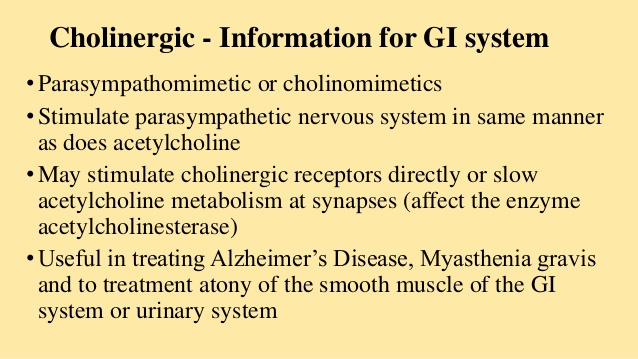 Cholinergic - Information for GI system
• Parasympathomimetic or cholinomimetics
• Stimulate parasympathetic nervous system in same manner
as does acetylcholine
• May stimulate cholinergic receptors directly or slow
acetylcholine metabolism at synapses (affect the enzyme
acetylcholinesterase)
• Useful in treating Alzheimer’s Disease, Myasthenia gravis
and to treatment atony of the smooth muscle of the GI
system or urinary system